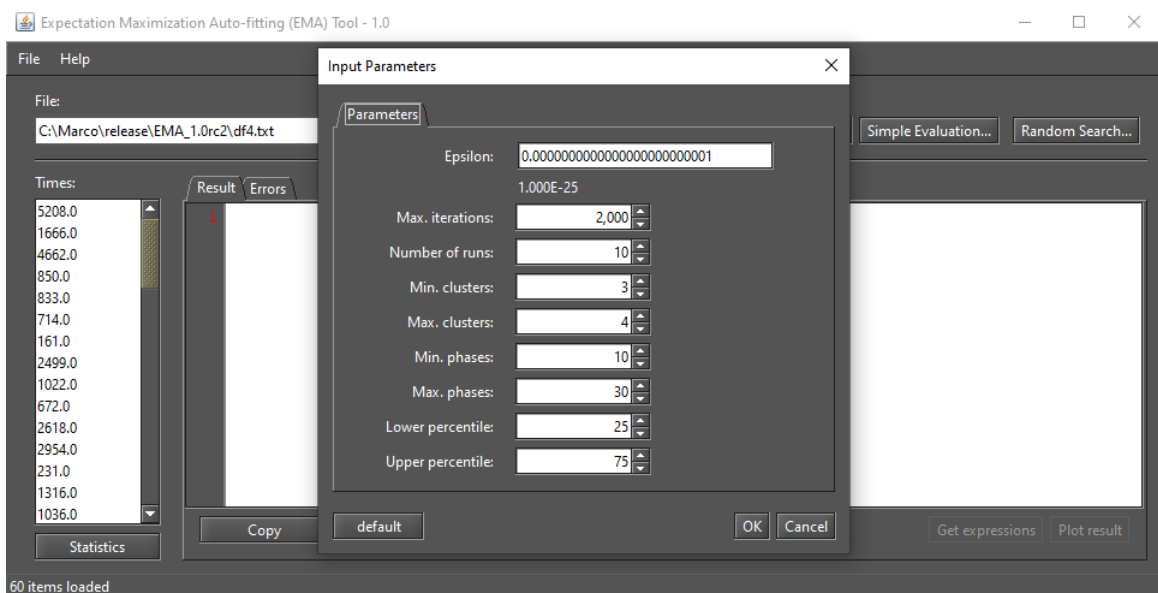 Expectation Maximization Auto-fitting (EMA) Tool - 1.0
File Help
File:
C:\Marco\release\EMA_1.0rc2\df4.txt
Simple Evaluation... Random Search...
Times:
5208.0
1666.0
4662.0
850.0
833.0
714.0
161.0
2499.0
1022.0
672.0
2618.0
2954.0
231.0
1316.0
1036.0
Statistics
Result Errors
1
Copy
Input Parameters
Parameters
Epsilon: 0.0000000000000000000000001
1.000E-25
Max. iterations: 2,000
Number of runs: 10
Min. clusters: 3
Max. clusters: 4
Min. phases: 10
Max. phases: 30
Lower percentile: 25
Upper percentile: 75
default OK Cancel
Get expressions Plot result
60 items loaded